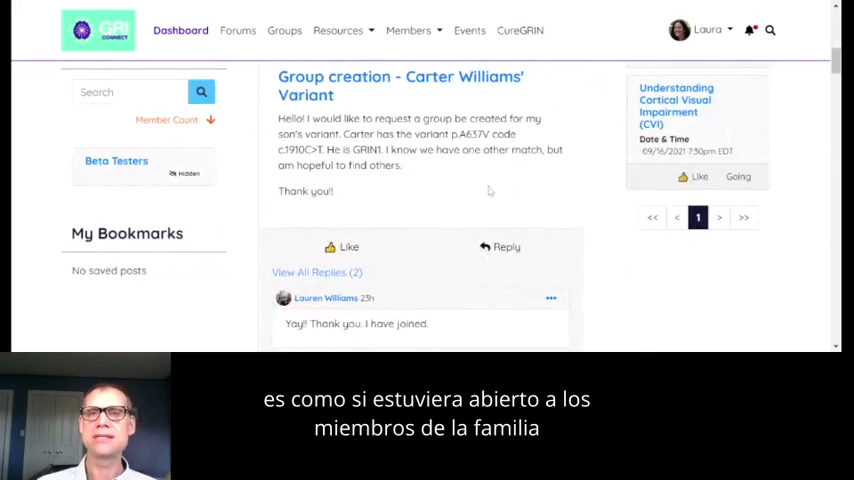 GRI
CONNECT
Dashboard
Forums
Groups
Resources
Members
Events
CureGRIN
Laura
Search
Member Count
Beta Testers
Hidden
My Bookmarks
No saved posts
Group creation - Carter Williams'
Variant
Hello! I would like to request a group be created for my
son's variant. Carter has the variant p.A637V code
c.1910C>T. He is GRIN1. I know we have one other match, but
am hopeful to find others.
Thank you!!
Like
Reply
View All Replies (2)
Lauren Williams 23h
•••
Yay!! Thank you. I have joined.
Understanding
Cortical Visual
Impairment
(CVI)
Date & Time
09/16/2021 7:30pm EDT
Like
Going
<< < 1 > >>
es como si estuviera abierto a los
miembros de la familia